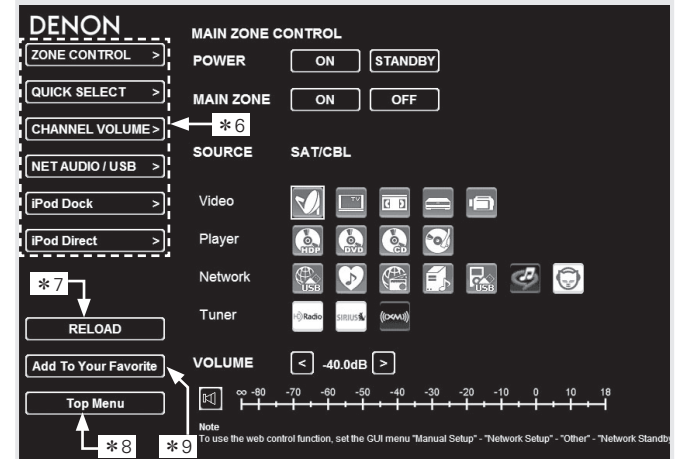 DENON
ZONE CONTROL >
QUICK SELECT >
CHANNEL VOLUME >
NET AUDIO / USB >
iPod Dock >
iPod Direct >
*6
*7
RELOAD
Add To Your Favorite
Top Menu
*8
*9
MAIN ZONE CONTROL
POWER ON STANDBY
MAIN ZONE ON OFF
SOURCE SAT/CBL
Video TV
Player HDP DVD CD
Network USB USB
Tuner HD Radio SIRIUS ((XM))
VOLUME < -40.0dB >
∞ -80 -70 -60 -50 -40 -30 -20 -10 0 10 18
Note
To use the web control function, set the GUI menu "Manual Setup" - "Network Setup" - "Other" - "Network Standby